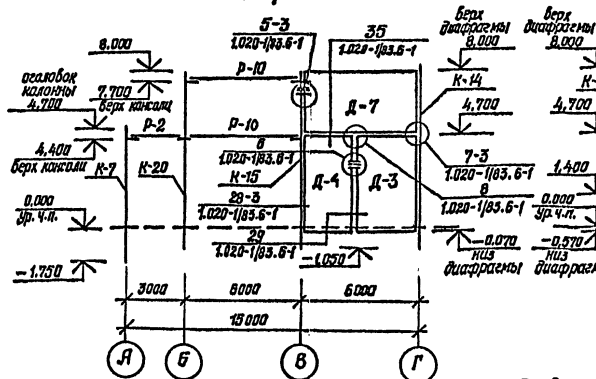 5-3
1.020-1/83.6-1
35
1.020-1/83.6-1
верх диафрагмы
8.000
верх диафрагмы
8.000
8.000
7.700
верх консоли
Р-10
К-14
К-
оголовок колонны
4.700
4.400
верх консоли
Р-2
Р-10
Д-7
4.700
4.700
8
1.020-1/83.6-1
7-3
1.020-1/83.6-1
К-7
К-20
К-15
Д-4
Д-3
8
1.020-1/83.6-1
1.400
29-3
1.020-1/83.6-1
0.000
ур. ч.п.
0.000
ур. ч.п.
29
1.020-1/83.6-1
-1.050
-0.070
низ диафрагмы
-0.570
низ диафрагм
-1.750
3000
6000
6000
15000
А
Б
В
Г